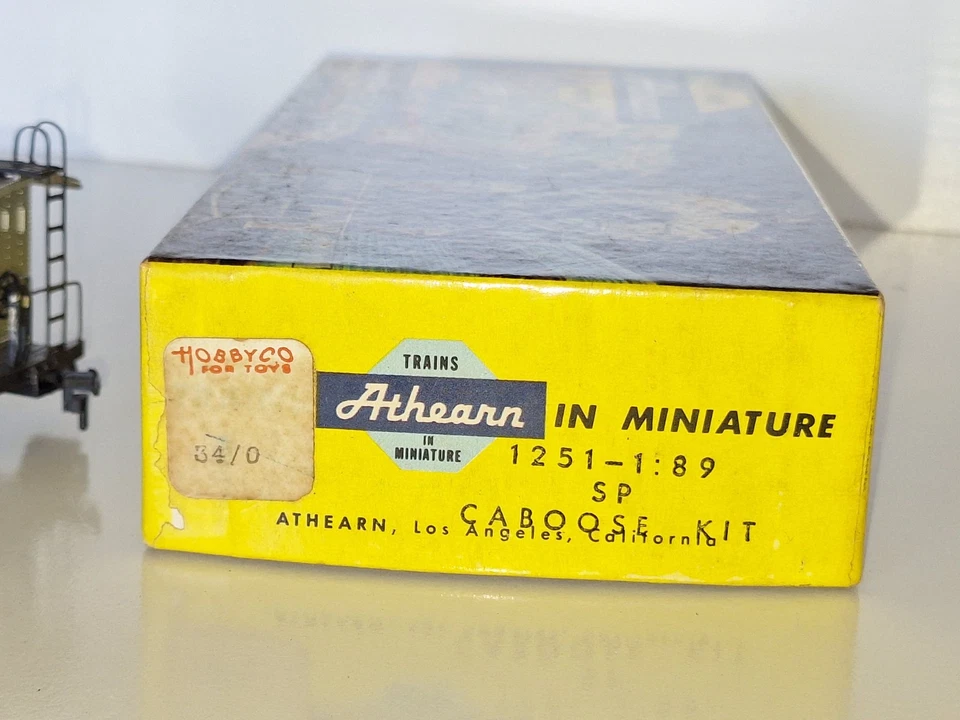 HOBBYCO
FOR TOYS
34/0
TRAINS
Athearn
IN
MINIATURE
IN MINIATURE
1251-1:89
SP
CABOOSE KIT
ATHEARN, Los Angeles, California